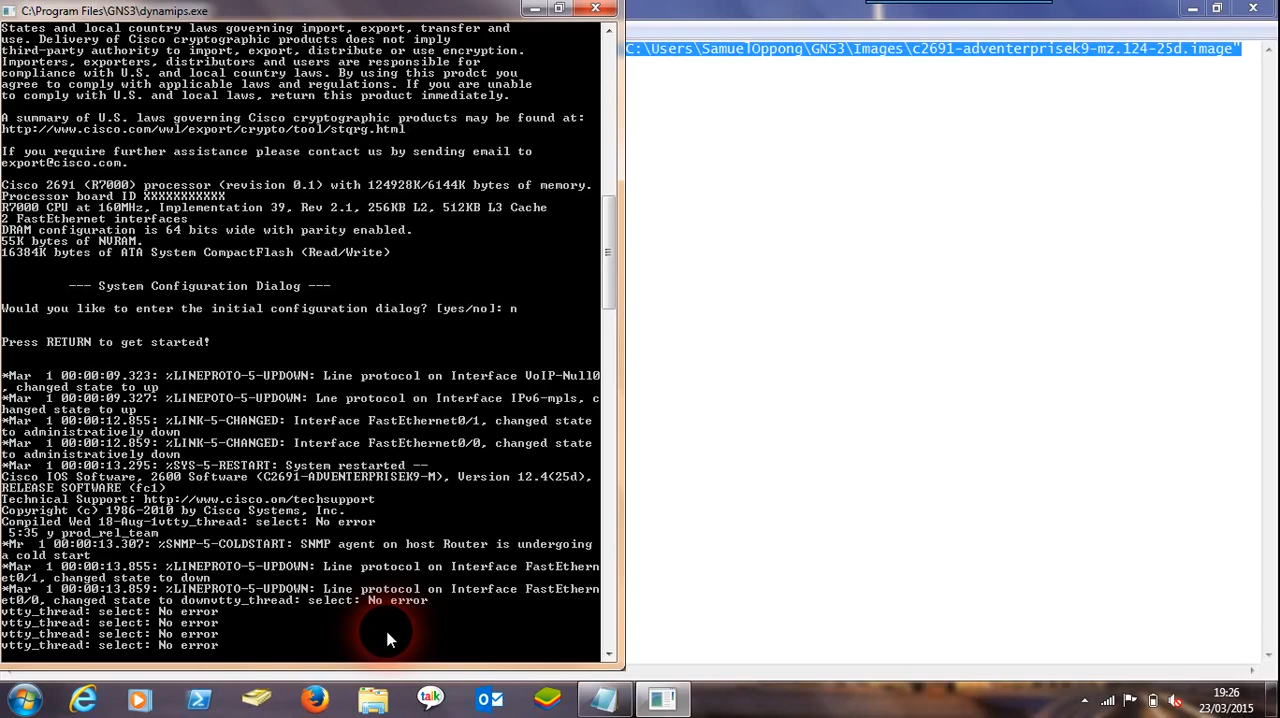 C:\Program Files\GNS3\dynamips.exe
States and local country laws governing import, export, transfer and
use. Delivery of Cisco cryptographic products does not imply
third-party authority to import, export, distribute or use encryption.
Importers, exporters, distributors and users are responsible for
compliance with U.S. and local country laws. By using this prodct you
agree to comply with applicable laws and regulations. If you are unable
to comply with U.S. and local laws, return this product immediately.
A summary of U.S. laws governing Cisco cryptographic products may be found at:
http://www.cisco.com/wwl/export/crypto/tool/stqrg.html
If you require further assistance please contact us by sending email to
export@cisco.com.
Cisco 2691 (R7000) processor (revision 0.1) with 124928K/6144K bytes of memory.
Processor board ID XXXXXXXXXXX
R7000 CPU at 160MHz, Implementation 39, Rev 2.1, 256KB L2, 512KB L3 Cache
2 FastEthernet interfaces
DRAM configuration is 64 bits wide with parity enabled.
55K bytes of NVRAM.
16384K bytes of ATA System CompactFlash (Read/Write)
--- System Configuration Dialog ---
Would you like to enter the initial configuration dialog? [yes/no]: n
Press RETURN to get started!
*Mar  1 00:00:09.323: %LINEPROTO-5-UPDOWN: Line protocol on Interface VoIP-Null0
, changed state to up
*Mar  1 00:00:09.327: %LINEPOTO-5-UPDOWN: Lne protocol on Interface IPv6-mpls, c
hanged state to up
*Mar  1 00:00:12.855: %LINK-5-CHANGED: Interface FastEthernet0/1, changed state
to administratively down
*Mar  1 00:00:12.859: %LINK-5-CHANGED: Interface FastEthernet0/0, changed state
to administratively down
*Mar  1 00:00:13.295: %SYS-5-RESTART: System restarted --
Cisco IOS Software, 2600 Software (C2691-ADVENTERPRISEK9-M), Version 12.4(25d),
RELEASE SOFTWARE (fc1)
Technical Support: http://www.cisco.om/techsupport
Copyright (c) 1986-2010 by Cisco Systems, Inc.
Compiled Wed 18-Aug-1vtty_thread: select: No error
5:35 y prod_rel_team
*Mr  1 00:00:13.307: %SNMP-5-COLDSTART: SNMP agent on host Router is undergoing
a cold start
*Mar  1 00:00:13.855: %LINEPROTO-5-UPDOWN: Line protocol on Interface FastEthern
et0/1, changed state to down
*Mar  1 00:00:13.859: %LINEPROTO-5-UPDOWN: Line protocol on Interface FastEthern
et0/0, changed state to downvtty_thread: select: No error
vtty_thread: select: No error
vtty_thread: select: No error
vtty_thread: select: No error
vtty_thread: select: No error
C:\Users\SamuelOppong\GNS3\Images\c2691-adventerprisek9-mz.124-25d.image"
talk
19:26
23/03/2015